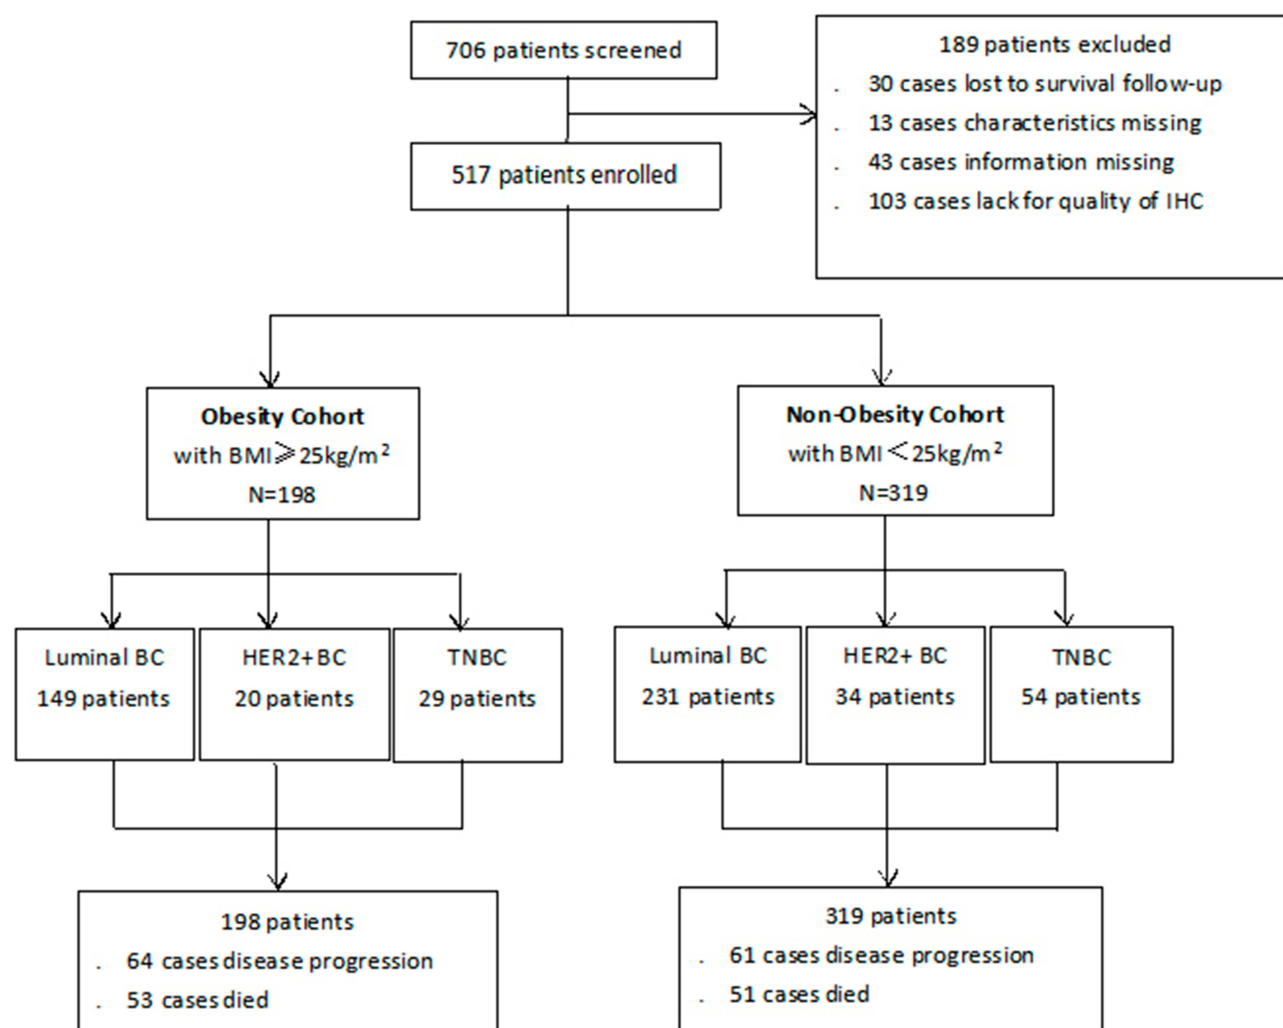 706 patients screened
189 patients excluded
. 30 cases lost to survival follow-up
. 13 cases characteristics missing
. 43 cases information missing
. 103 cases lack for quality of IHC
517 patients enrolled
Obesity Cohort
with BMI⩾25kg/m²
N=198
Non-Obesity Cohort
with BMI<25kg/m²
N=319
Luminal BC
149 patients
HER2+BC
20 patients
TNBC
29 patients
Luminal BC
231 patients
HER2+ BC
34 patients
TNBC
54 patients
198 patients
. 64 cases disease progression
. 53 cases died
319 patients
. 61 cases disease progression
. 51 cases died